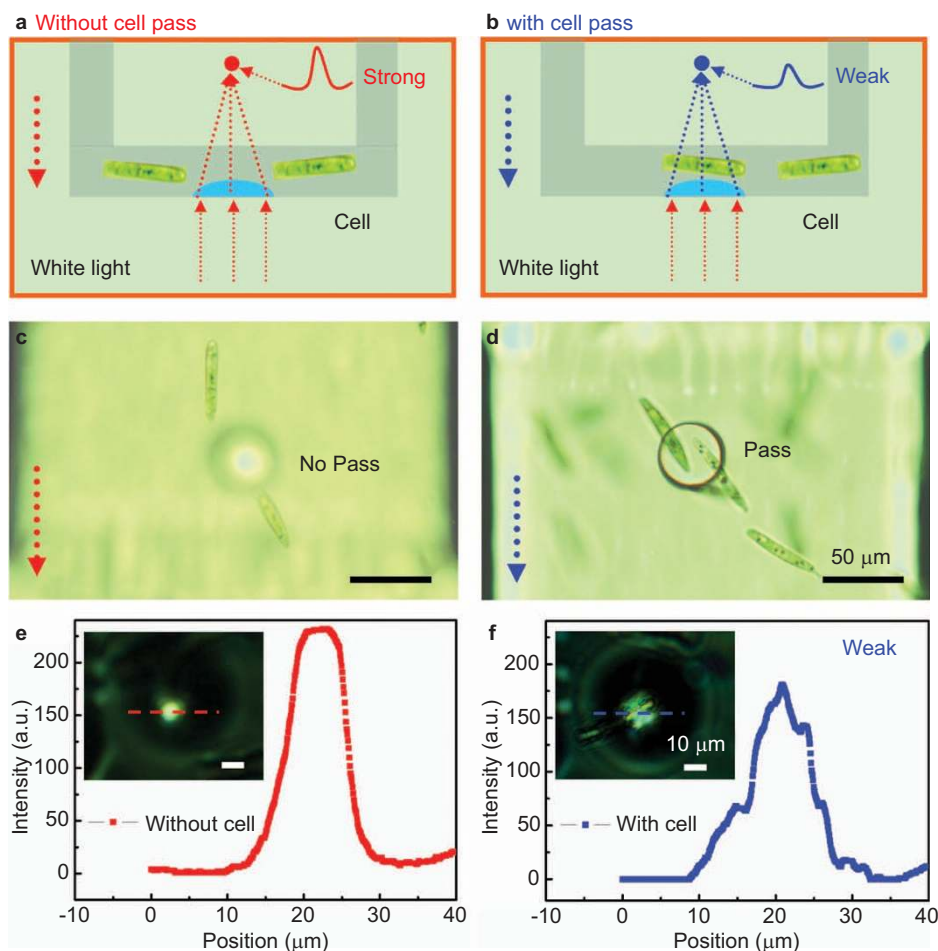 a Without cell pass
Strong
Cell
White light
b with cell pass
Weak
Cell
White light
c
No Pass
d
Pass
50 μm
e
200
150
100
50
0
Intensity (a.u.)
Without cell
-10 0 10 20 30 40
Position (μm)
f
Weak
200
150
100
50
0
Intensity (a.u.)
10 μm
With cell
-10 0 10 20 30 40
Position (μm)